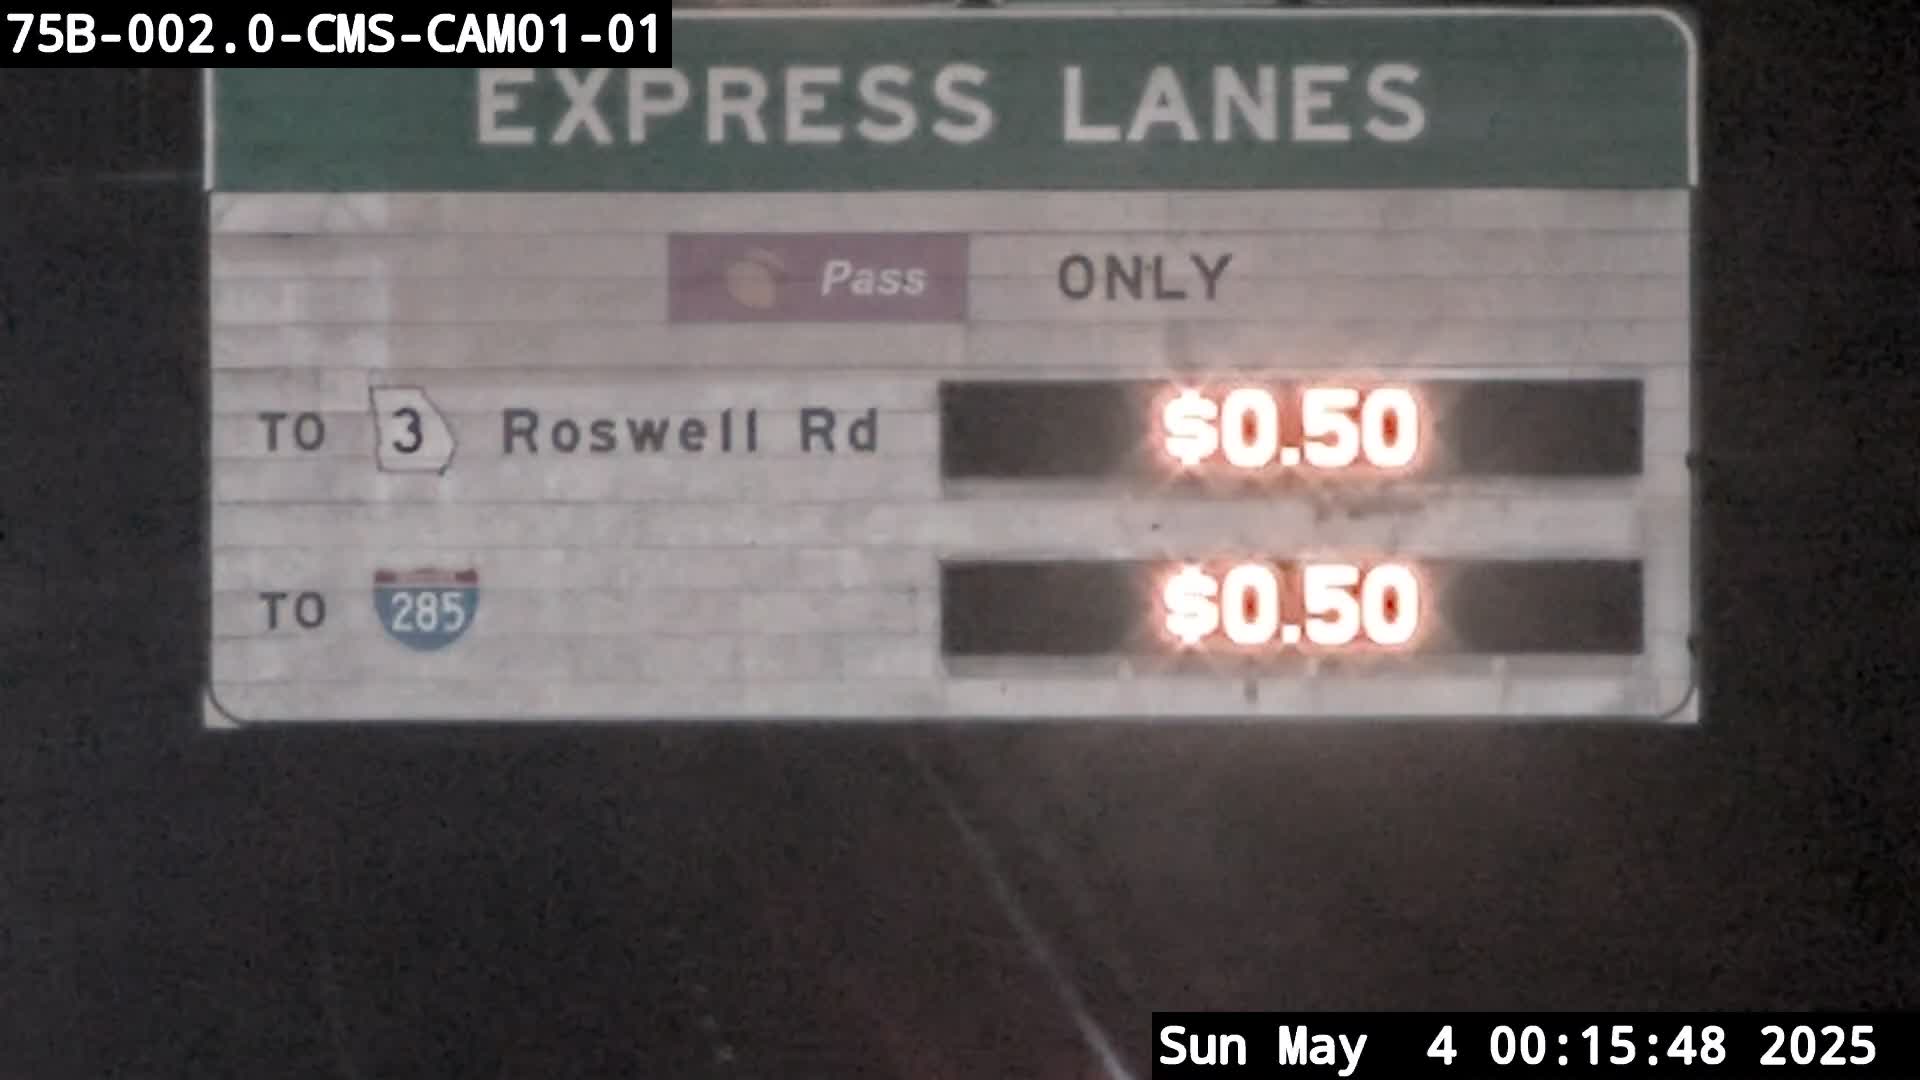 75B-002.0-CMS-CAM01-01
EXPRESS LANES
Pass ONLY
TO 3 Roswell Rd $0.50
TO 285 $0.50
Sun May 4 00:15:48 2025